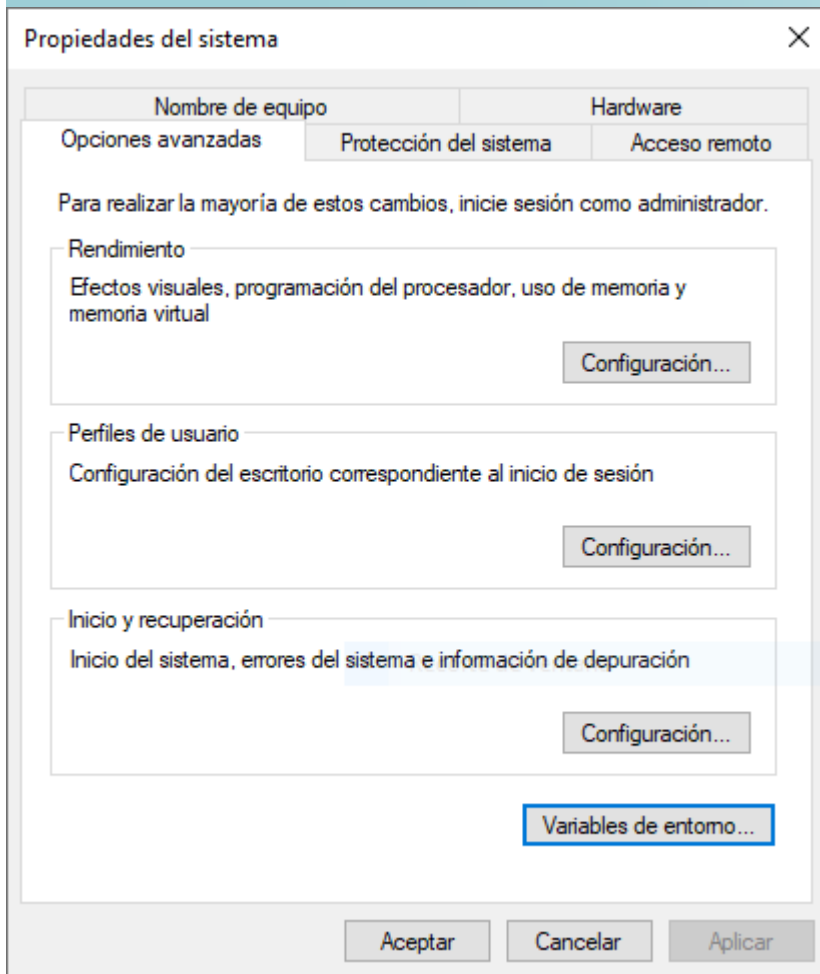 Propiedades del sistema
Nombre de equipo
Hardware
Opciones avanzadas
Protección del sistema
Acceso remoto
Para realizar la mayoría de estos cambios, inicie sesión como administrador.
Rendimiento
Efectos visuales, programación del procesador, uso de memoria y
memoria virtual
Configuración...
Perfiles de usuario
Configuración del escritorio correspondiente al inicio de sesión
Configuración...
Inicio y recuperación
Inicio del sistema, errores del sistema e información de depuración
Configuración...
Variables de entorno...
Aceptar
Cancelar
Aplicar